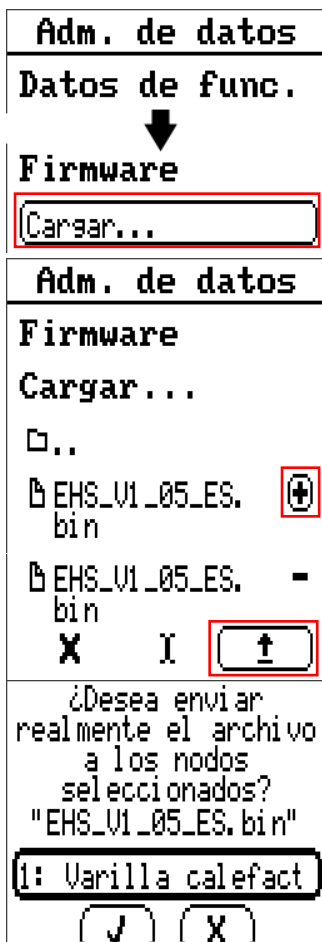 Adm. de datos
Datos de func.
Firmware
Cargar...
Adm. de datos
Firmware
Cargar...
..
EHS_V1_05_ES.
bin
EHS_V1_05_ES.
bin
¿Desea enviar
realmente el archivo
a los nodos
seleccionados?
"EHS_V1_05_ES.bin"
1: Varilla calefact